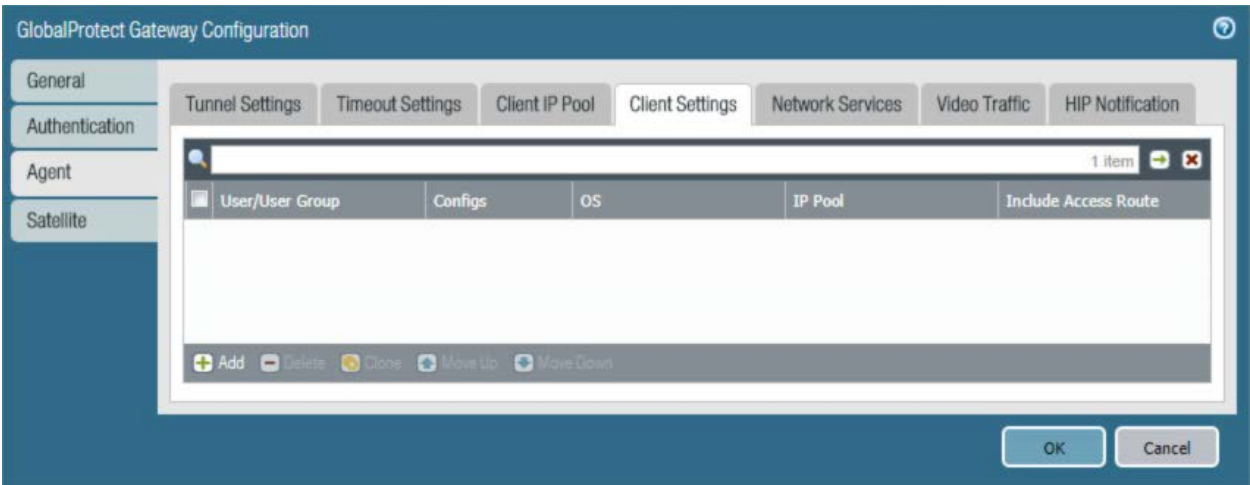 GlobalProtect Gateway Configuration
General
Authentication
Agent
Satellite
Tunnel Settings Timeout Settings Client IP Pool Client Settings Network Services Video Traffic HIP Notification
1 item
User/User Group Configs OS IP Pool Include Access Route
Add Delete Clone Move Up Move Down
OK Cancel